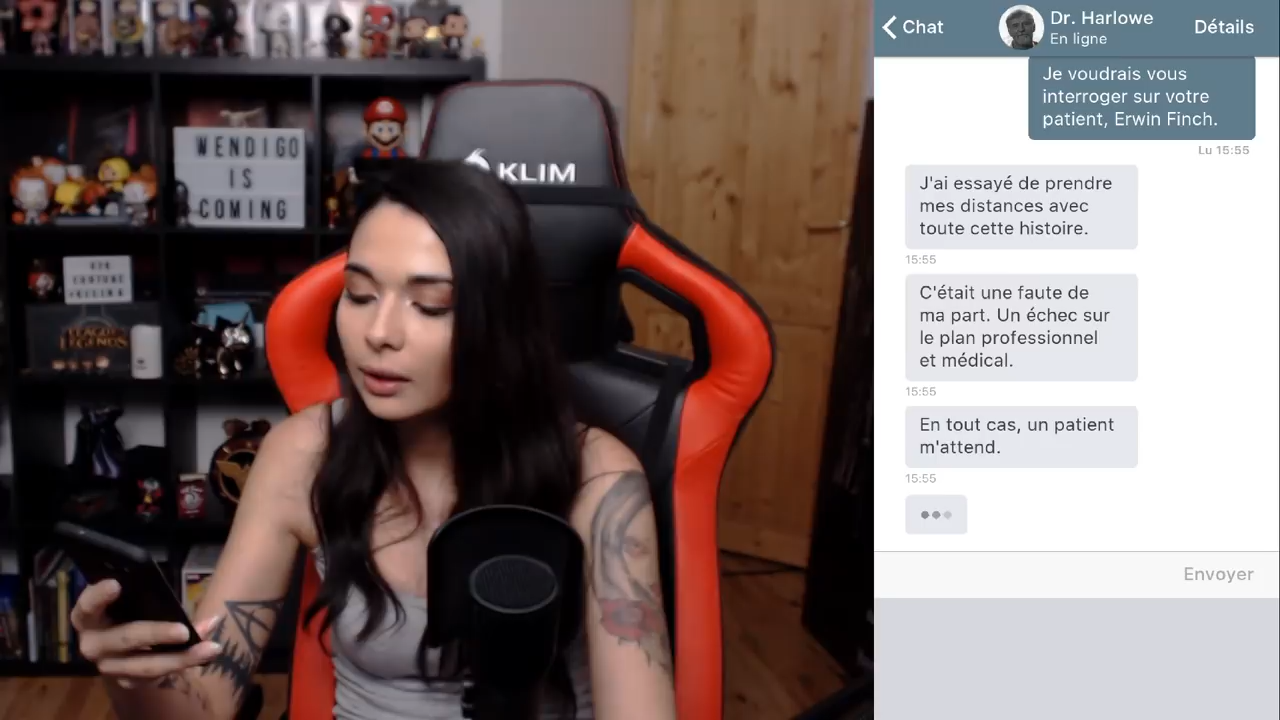 WENDIGO
IS
COMING
KLIM
LEAGUE
LEGENDS
Chat
Dr. Harlowe
En ligne
Détails
Je voudrais vous
interroger sur votre
patient, Erwin Finch.
Lu 15:55
J'ai essayé de prendre
mes distances avec
toute cette histoire.
15:55
C'était une faute de
ma part. Un échec sur
le plan professionnel
et médical.
15:55
En tout cas, un patient
m'attend.
15:55
Envoyer